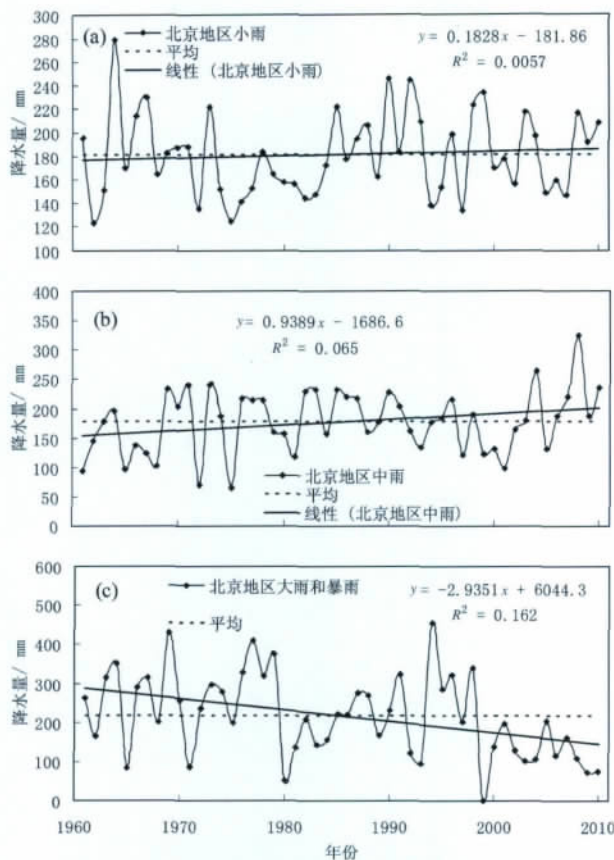 (a)
北京地区小雨
平均
线性 (北京地区小雨)
y= 0.1828x - 181.86
R² = 0.0057
降水量/ mm
300
280
260
240
220
200
180
160
140
120
100
(b)
y= 0.9389x - 1686.6
R² = 0.065
北京地区中雨
平均
线性 (北京地区中雨)
降水量/ mm
400
350
300
250
200
150
100
50
0
(c)
北京地区大雨和暴雨
平均
y= -2.9351x + 6044.3
R² = 0.162
降水量/ mm
600
500
400
300
200
100
0
1960
1970
1980
1990
2000
2010
年份